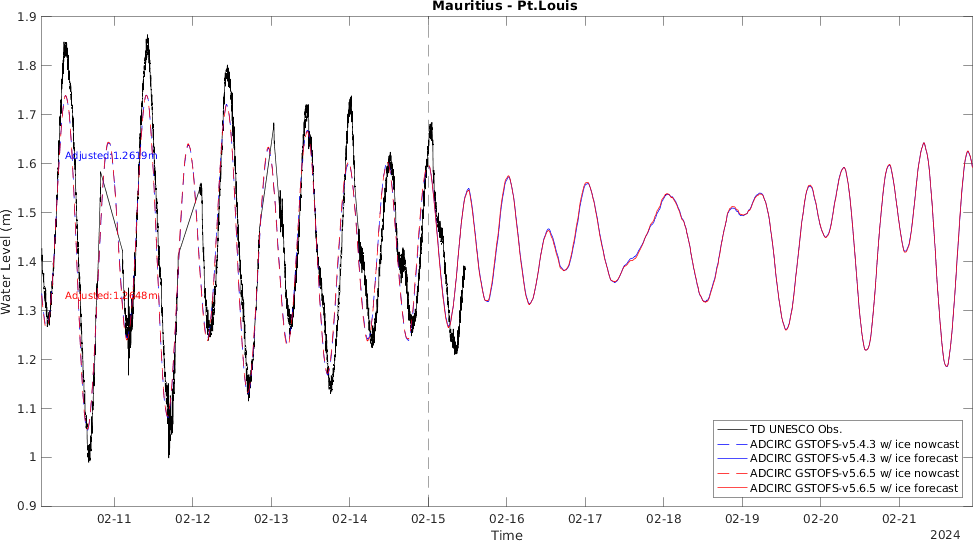 Mauritius - Pt.Louis
1.9
1.8
1.7
1.6
1.5
1.4
1.3
1.2
1.1
1
0.9
Water Level (m)
Adjusted:1.2619m
Adjusted:1.2648m
TD UNESCO Obs.
ADCIRC GSTOFS-v5.4.3 w/ ice nowcast
ADCIRC GSTOFS-v5.4.3 w/ ice forecast
ADCIRC GSTOFS-v5.6.5 w/ ice nowcast
ADCIRC GSTOFS-v5.6.5 w/ ice forecast
02-11 02-12 02-13 02-14 02-15 02-16 02-17 02-18 02-19 02-20 02-21
Time
2024